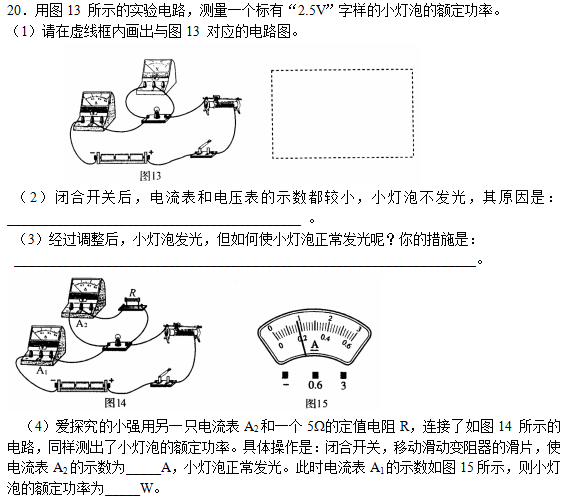 20．用图 13 所示的实验电路，测量一个标有“2.5V”字样的小灯泡的额定功率。
（1）请在虚线框内画出与图 13 对应的电路图。
图13
（2）闭合开关后，电流表和电压表的示数都较小，小灯泡不发光，其原因是：
。
（3）经过调整后，小灯泡发光，但如何使小灯泡正常发光呢？你的措施是：
。
R
A₂
A₁
图14
0 1 2 3
0 0.2 0.4 0.6
A
− 0.6 3
图15
（4）爱探究的小强用另一只电流表 A₂和一个 5Ω的定值电阻 R，连接了如图 14 所示的
电路，同样测出了小灯泡的额定功率。具体操作是：闭合开关，移动滑动变阻器的滑片，使
电流表 A₂的示数为_____A，小灯泡正常发光。此时电流表 A₁的示数如图 15所示，则小灯
泡的额定功率为_____W。